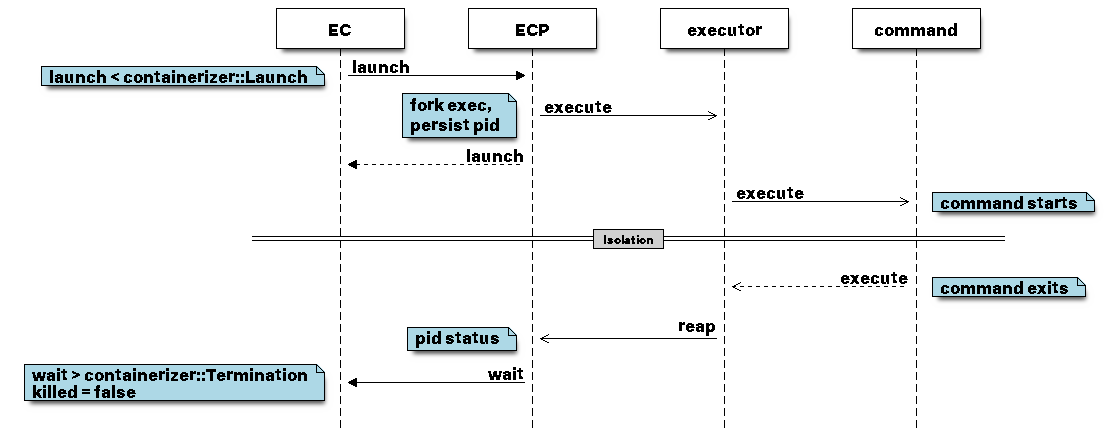 EC
ECP
executor
command
launch < containerizer::Launch
launch
fork exec,
persist pid
execute
launch
execute
command starts
Isolation
execute
command exits
reap
pid status
wait
wait > containerizer::Termination
killed = false